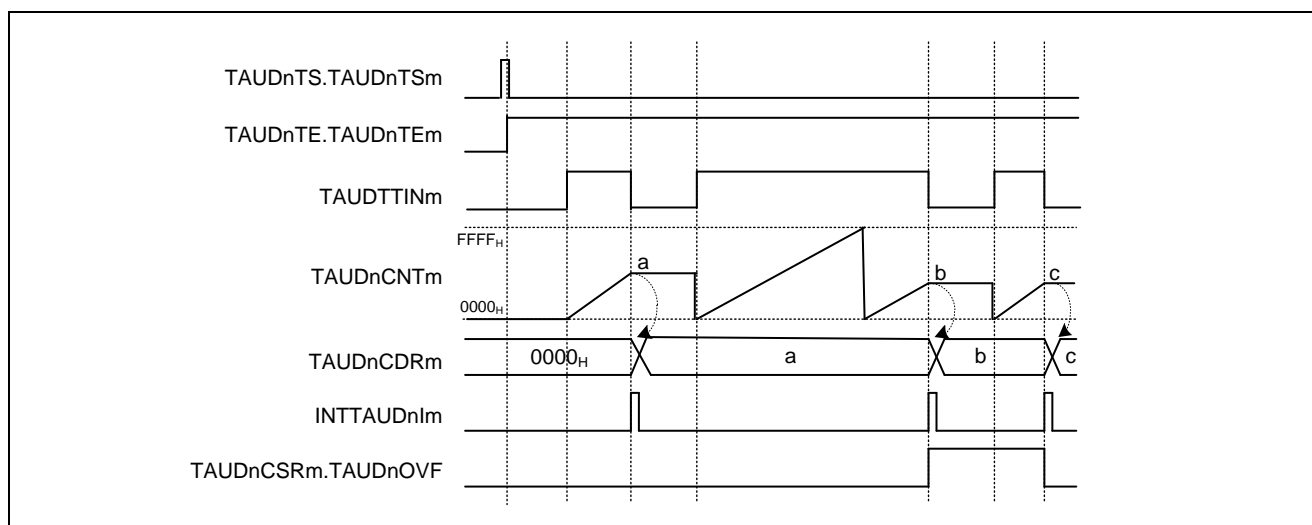 TAUDnTS.TAUDnTSm
TAUDnTE.TAUDnTEm
TAUDTTINm
FFFFH
TAUDnCNTm
a
b
c
0000H
TAUDnCDRm
0000H
a
b
c
INTTAUDnIm
TAUDnCSRm.TAUDnOVF